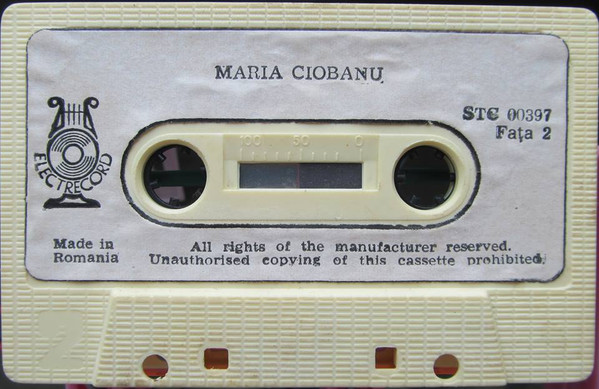 MARIA CIOBANU
STC 00397
Fața 2
ELECTRECORD
100 50 0
Made in
Romania
All rights of the manufacturer reserved.
Unauthorised copying of this cassette prohibited.
2